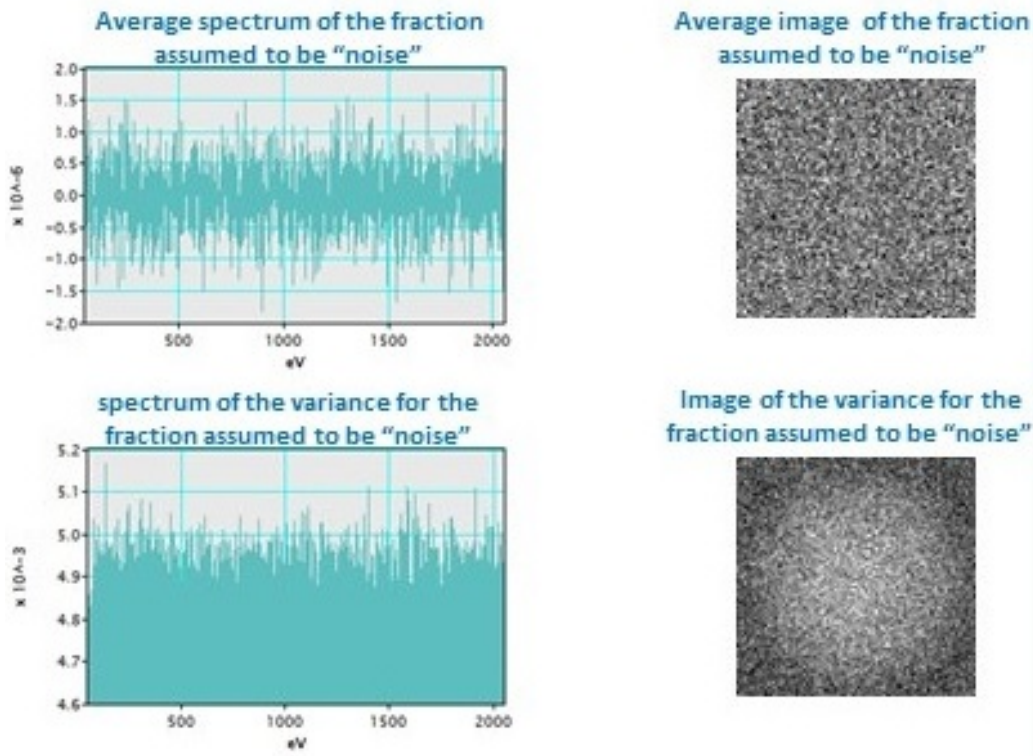 Average spectrum of the fraction
assumed to be “noise”
2.0
1.5
1.0
0.5
0.0
−0.5
−1.0
−1.5
−2.0
x 10^-6
500
1000
1500
2000
eV
Average image of the fraction
assumed to be “noise”
spectrum of the variance for the
fraction assumed to be “noise”
5.2
5.1
5.0
4.9
4.8
4.7
4.6
x 10^-3
500
1000
1500
2000
eV
Image of the variance for the
fraction assumed to be “noise”